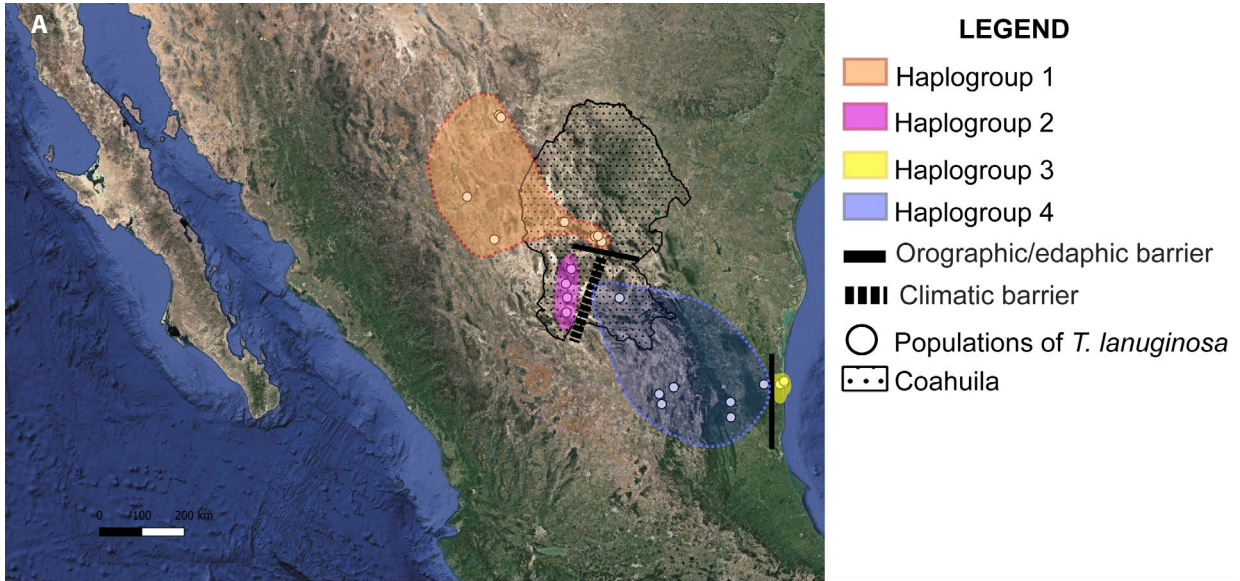 A
LEGEND
Haplogroup 1
Haplogroup 2
Haplogroup 3
Haplogroup 4
Orographic/edaphic barrier
Climatic barrier
Populations of T. lanuginosa
Coahuila
0 100 200 km